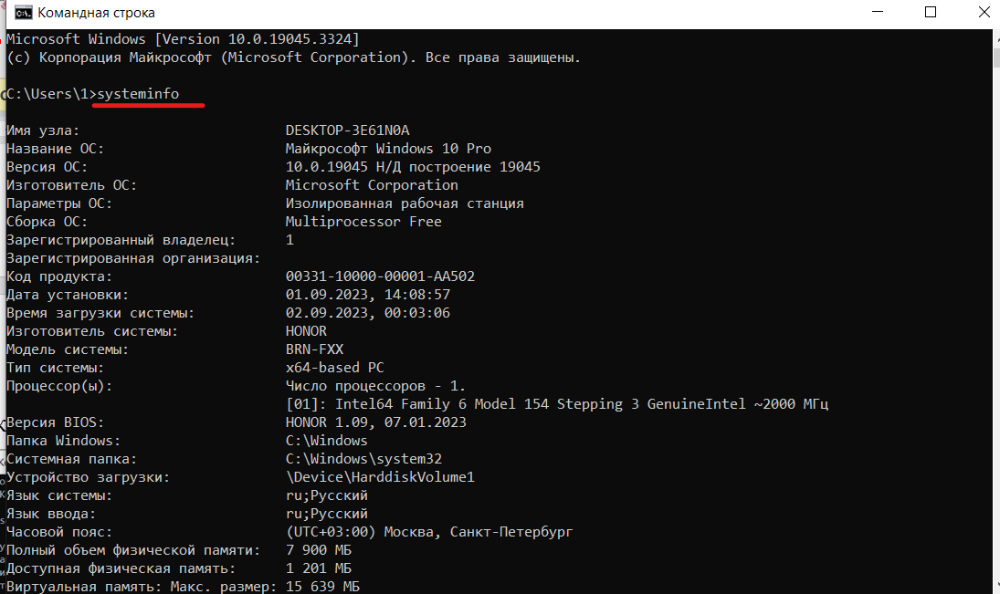 Командная строка
Microsoft Windows [Version 10.0.19045.3324]
(c) Корпорация Майкрософт (Microsoft Corporation). Все права защищены.
C:\Users\1>systeminfo
Имя узла: DESKTOP-3E61N0A
Название ОС: Майкрософт Windows 10 Pro
Версия ОС: 10.0.19045 Н/Д построение 19045
Изготовитель ОС: Microsoft Corporation
Параметры ОС: Изолированная рабочая станция
Сборка ОС: Multiprocessor Free
Зарегистрированный владелец: 1
Зарегистрированная организация:
Код продукта: 00331-10000-00001-AA502
Дата установки: 01.09.2023, 14:08:57
Время загрузки системы: 02.09.2023, 00:03:06
Изготовитель системы: HONOR
Модель системы: BRN-FXX
Тип системы: x64-based PC
Процессор(ы): Число процессоров - 1.
[01]: Intel64 Family 6 Model 154 Stepping 3 GenuineIntel ~2000 МГц
Версия BIOS: HONOR 1.09, 07.01.2023
Папка Windows: C:\Windows
Системная папка: C:\Windows\system32
Устройство загрузки: \Device\HarddiskVolume1
Язык системы: ru;Русский
Язык ввода: ru;Русский
Часовой пояс: (UTC+03:00) Москва, Санкт-Петербург
Полный объем физической памяти: 7 900 МБ
Доступная физическая память: 1 201 МБ
Виртуальная память: Макс. размер: 15 639 МБ